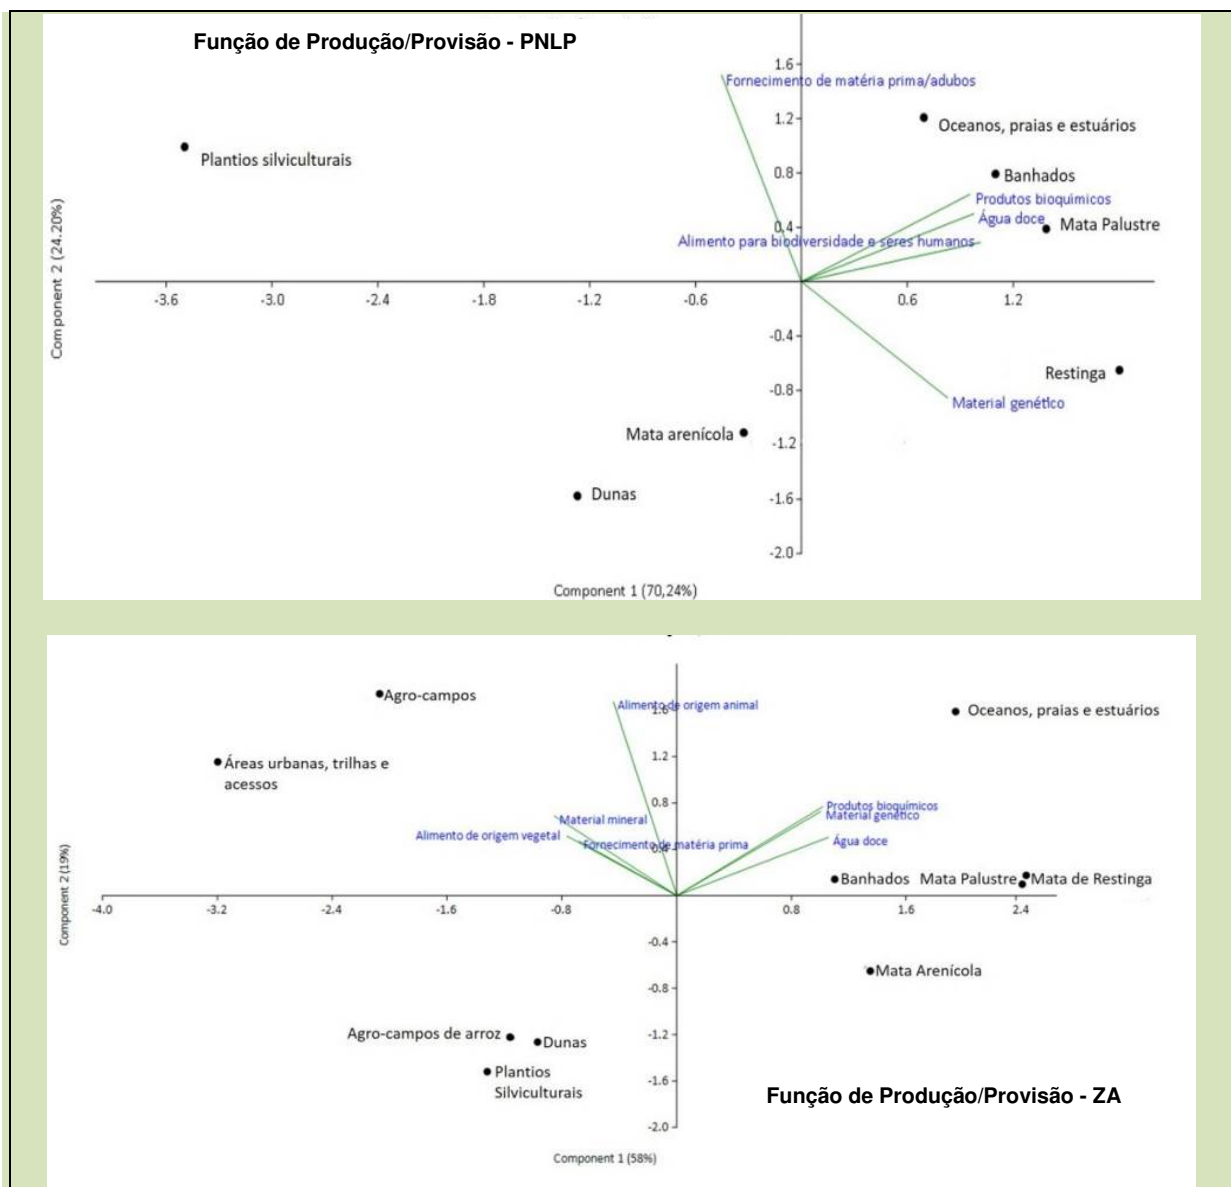 Função de Produção/Provisão - PNLP
1.6
Fornecimento de matéria prima/adubos
1.2
Oceanos, praias e estuários
Plantios silviculturais
0.8
Banhados
Produtos bioquimicos
Água doce
0.4
Mata Palustre
Alimento para biodiversidade e seres humanos
-3.6 -3.0 -2.4 -1.8 -1.2 -0.6 0.6 1.2
-0.4
Restinga
-0.8
Material genético
Mata arenícola
-1.2
Dunas
-1.6
-2.0
Component 2 (24.20%)
Component 1 (70,24%)
Agro-campos
Alimento de origem animal
1.6
Oceanos, praias e estuários
Áreas urbanas, trilhas e
acessos
1.2
0.8
Produtos bioquímicos
Material genético
Material mineral
Alimento de origem vegetal
Fornecimento de matéria prima
0.4
Água doce
Banhados Mata Palustre Mata de Restinga
-4.0 -3.2 -2.4 -1.6 -0.8 0.8 1.6 2.4
-0.4
Mata Arenícola
-0.8
Agro-campos de arroz
Dunas
-1.2
Plantios
Silviculturais
-1.6
Função de Produção/Provisão - ZA
-2.0
Component 2 (19%)
Component 1 (58%)